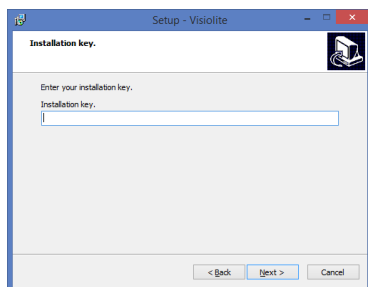 Setup - Visiolite
Installation key.
Enter your installation key.
Installation key.
< Back Next > Cancel